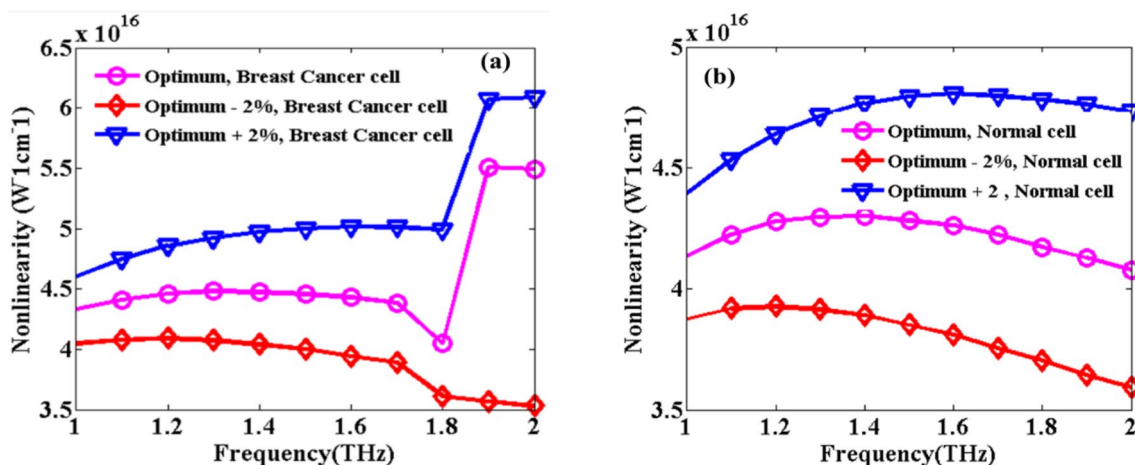 x 10^16
6.5
6
5.5
5
4.5
4
3.5
Nonlinearity (W1cm-1)
(a)
Optimum, Breast Cancer cell
Optimum - 2%, Breast Cancer cell
Optimum + 2%, Breast Cancer cell
1 1.2 1.4 1.6 1.8 2
Frequency(THz)
x 10^16
5
4.5
4
3.5
Nonlinearity (W1cm-1)
(b)
Optimum, Normal cell
Optimum - 2%, Normal cell
Optimum + 2 , Normal cell
1 1.2 1.4 1.6 1.8 2
Frequency(THz)